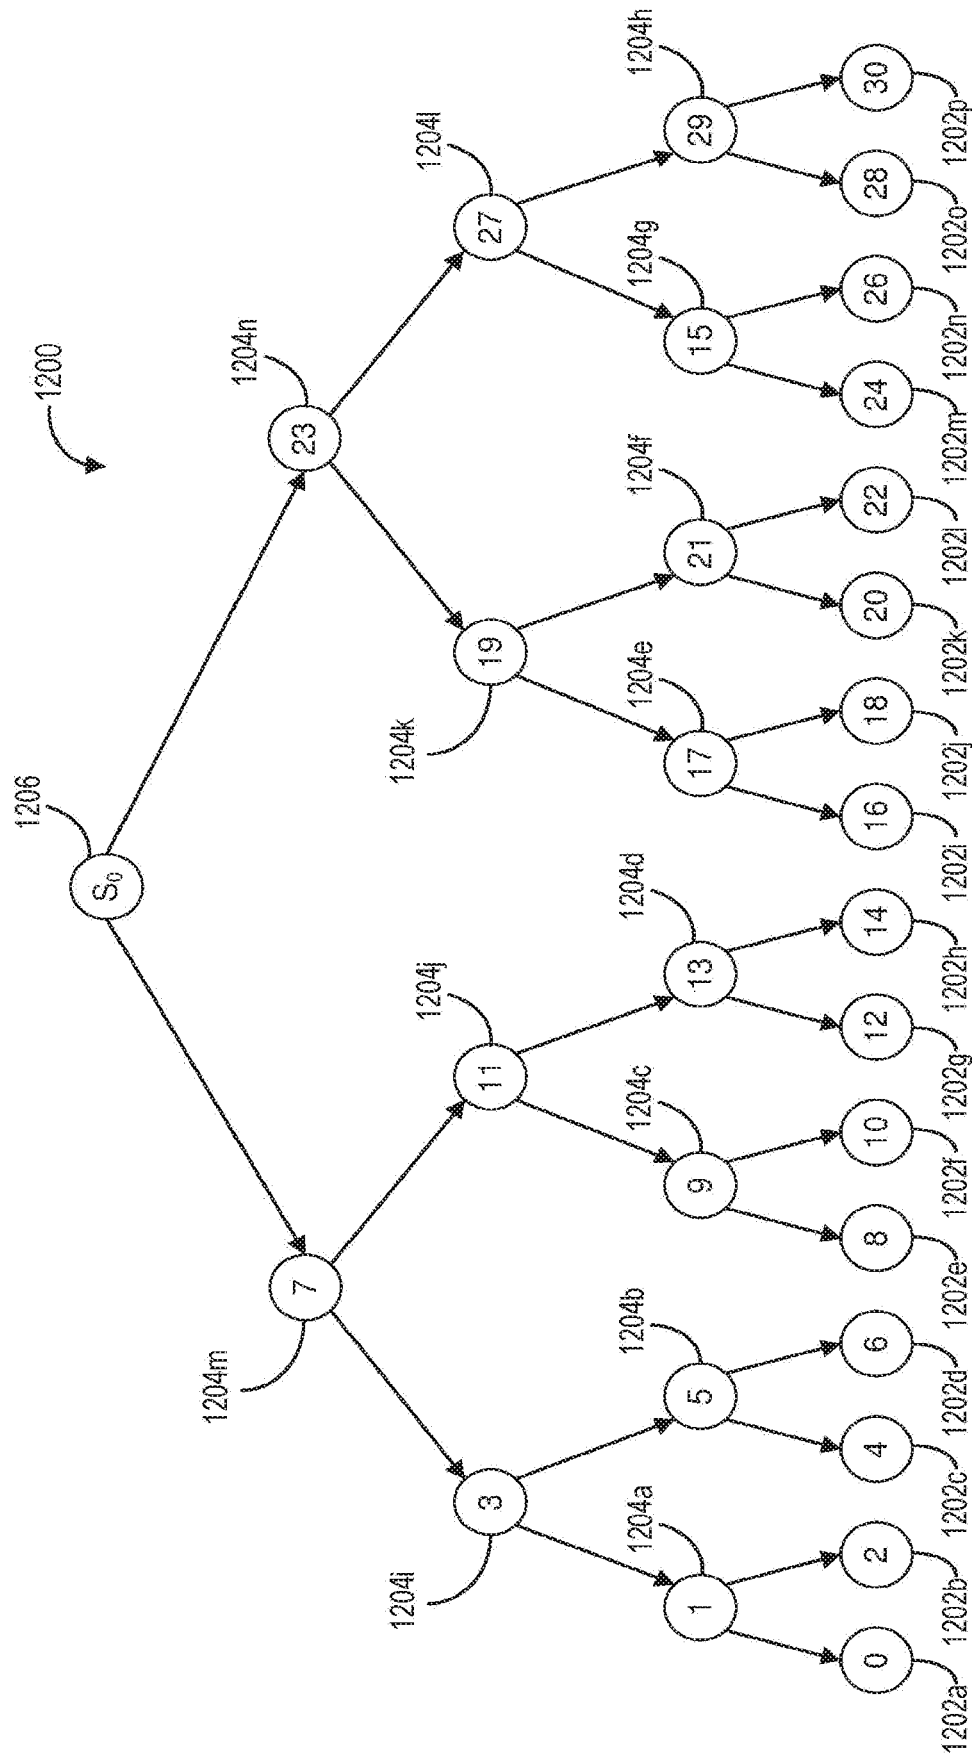 1200
1206
S₀
1204m
7
23
1204n
1204i
3
11
1204j
1204k
19
27
1204l
1
1204a
5
1204b
9
1204c
13
1204d
17
1204e
21
1204f
15
1204g
29
1204h
0
2
4
6
8
10
12
14
16
18
20
22
24
26
28
30
1202a
1202b
1202c
1202d
1202e
1202f
1202g
1202h
1202i
1202j
1202k
1202l
1202m
1202n
1202o
1202p